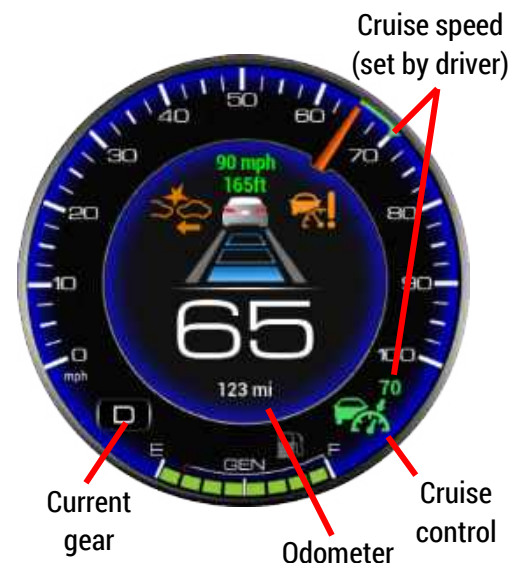 Cruise speed
(set by driver)
50
40
60
30
70
90 mph
165ft
20
80
10
90
65
0
100
mph
123 mi
70
D
E
GEN
F
Current
gear
Odometer
Cruise
control